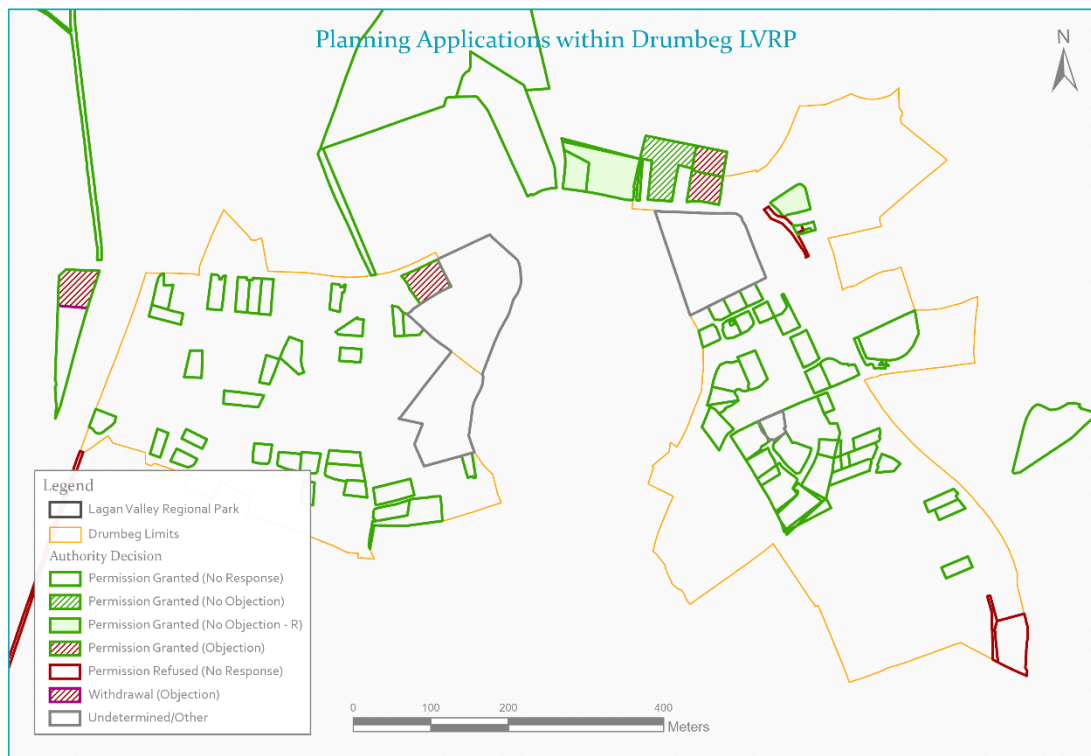 Planning Applications within Drumbeg LVRP
N
Legend
Lagan Valley Regional Park
Drumbeg Limits
Authority Decision
Permission Granted (No Response)
Permission Granted (No Objection)
Permission Granted (No Objection - R)
Permission Granted (Objection)
Permission Refused (No Response)
Withdrawal (Objection)
Undetermined/Other
0 100 200 400
Meters